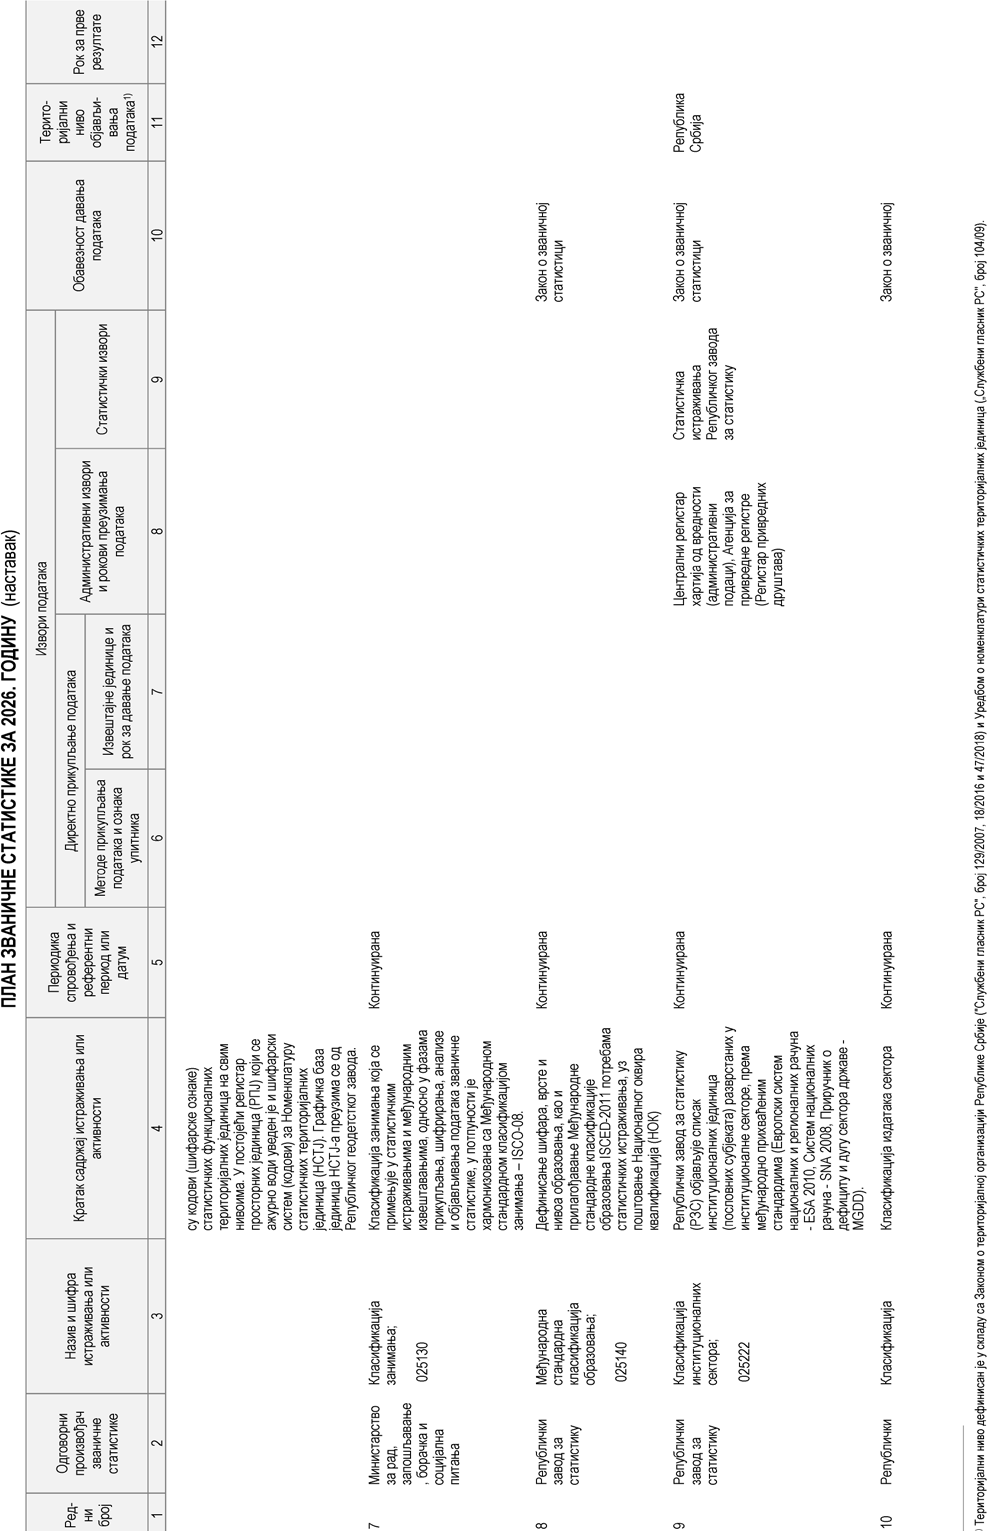 ПЛАН ЗВАНИЧНЕ СТАТИСТИКЕ ЗА 2026. ГОДИНУ (наставак)
Ред-
ни
број
Одговорни
произвођач
званичне
статистике
Назив и шифра
истраживања или
активности
Кратак садржај истраживања или
активности
Периодика
спровођења и
референтни
период или
датум
Извори података
Директно прикупљање података
Методе прикупљања
података и ознака
упитника
Извештајне јединице и
рок за давање података
Административни извори
и рокови преузимања
података
Статистички извори
Обавезност давања
података
Терито-
ријални
ниво
објављи-
вања
података1)
Рок за прве
резултате
1 2 3 4 5 6 7 8 9 10 11 12
су кодови (шифарске ознаке)
статистичких функционалних
територијалних јединица на свим
нивоима. У постојећи регистар
просторних јединица (РПЈ) који се
ажурно води уведен је и шифарски
систем (кодови) за Номенклатуру
статистичких територијалних
јединица (НСТЈ). Графичка база
јединица НСТЈ-а преузима се од
Републичког геодетског завода.
7
Министарство
за рад,
запошљавање
, борачка и
социјална
питања
Класификација
занимања;
025130
Класификација занимања која се
примењује у статистичким
истраживањима и међународним
извештавањима, односно у фазама
прикупљања, шифрирања, анализе
и објављивања података званичне
статистике, у потпуности је
хармонизована са Међународном
стандардном класификацијом
занимања – ISCO-08.
Континуирана
8
Републички
завод за
статистику
Међународна
стандардна
класификација
образовања;
025140
Дефинисање шифара, врсте и
нивоа образовања, као и
прилагођавање Међународне
стандардне класификације
образовања ISCED-2011 потребама
статистичких истраживања, уз
поштовање Националног оквира
квалификација (НОК)
Континуирана
Закон о званичној
статистици
9
Републички
завод за
статистику
Класификација
институционалних
сектора;
025222
Републички завод за статистику
(РЗС) објављује списак
институционалних јединица
(пословних субјеката) разврстаних у
институционалне секторе, према
међународно прихваћеним
стандардима (Европски систем
националних и регионалних рачуна
- ESA 2010, Систем националних
рачуна - SNA 2008, Приручник о
дефициту и дугу сектора државе -
MGDD).
Континуирана
Централни регистар
хартија од вредности
(административни
подаци), Агенција за
привредне регистре
(Регистар привредних
друштава)
Статистичка
истраживања
Републичког завода
за статистику
Закон о званичној
статистици
Република
Србија
10
Републички
Класификација
Класификација издатака сектора
Континуирана
Закон о званичној
) Територијални ниво дефинисан је у складу са Законом о територијалној организацији Републике Србије ("Службени гласник РС", број 129/2007, 18/2016 и 47/2018) и Уредбом о номенклатури статистичких територијалних јединица („Службени гласник РС", број 104/09).